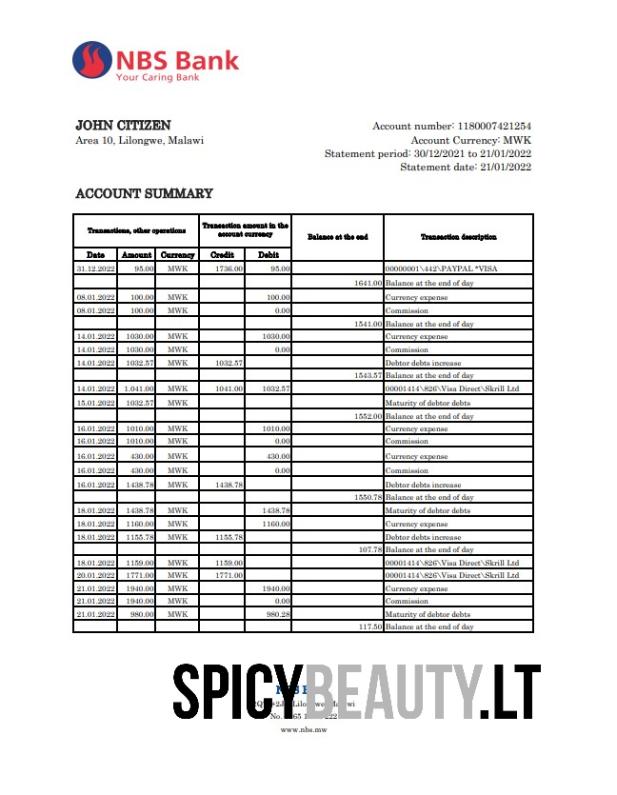 NBS Bank
Your Caring Bank
JOHN CITIZEN
Area 10, Lilongwe, Malawi
Account number: 1180007421254
Account Currency: MWK
Statement period: 30/12/2021 to 21/01/2022
Statement date: 21/01/2022
ACCOUNT SUMMARY
Transactions, other operations Transaction amount in the account currency Balance at the end Transaction description
Date Amount Currency Credit Debit
31.12.2022 95.00 MWK 1736.00 95.00 00000001\442\PAYPAL *VISA
1641.00 Balance at the end of day
08.01.2022 100.00 MWK 100.00 Currency expense
08.01.2022 100.00 MWK 0.00 Commission
1541.00 Balance at the end of day
14.01.2022 1030.00 MWK 1030.00 Currency expense
14.01.2022 1030.00 MWK 0.00 Commission
14.01.2022 1032.57 MWK 1032.57 Debtor debts increase
1543.57 Balance at the end of day
14.01.2022 1.041.00 MWK 1041.00 1032.57 00001414\826\Visa Direct\Skrill Ltd
15.01.2022 1032.57 MWK Maturity of debtor debts
1552.00 Balance at the end of day
16.01.2022 1010.00 MWK 1010.00 Currency expense
16.01.2022 1010.00 MWK 0.00 Commission
16.01.2022 430.00 MWK 430.00 Currency expense
16.01.2022 430.00 MWK 0.00 Commission
16.01.2022 1438.78 MWK 1438.78 Debtor debts increase
1550.78 Balance at the end of day
18.01.2022 1438.78 MWK 1438.78 Maturity of debtor debts
18.01.2022 1160.00 MWK 1160.00 Currency expense
18.01.2022 1155.78 MWK 1155.78 Debtor debts increase
107.78 Balance at the end of day
18.01.2022 1159.00 MWK 1159.00 00001414\826\Visa Direct\Skrill Ltd
20.01.2022 1771.00 MWK 1771.00 00001414\826\Visa Direct\Skrill Ltd
21.01.2022 1940.00 MWK 1940.00 Currency expense
21.01.2022 1940.00 MWK 0.00 Commission
21.01.2022 980.00 MWK 980.28 Maturity of debtor debts
117.50 Balance at the end of day
SPICYBEAUTY.LT
www.nbs.mw